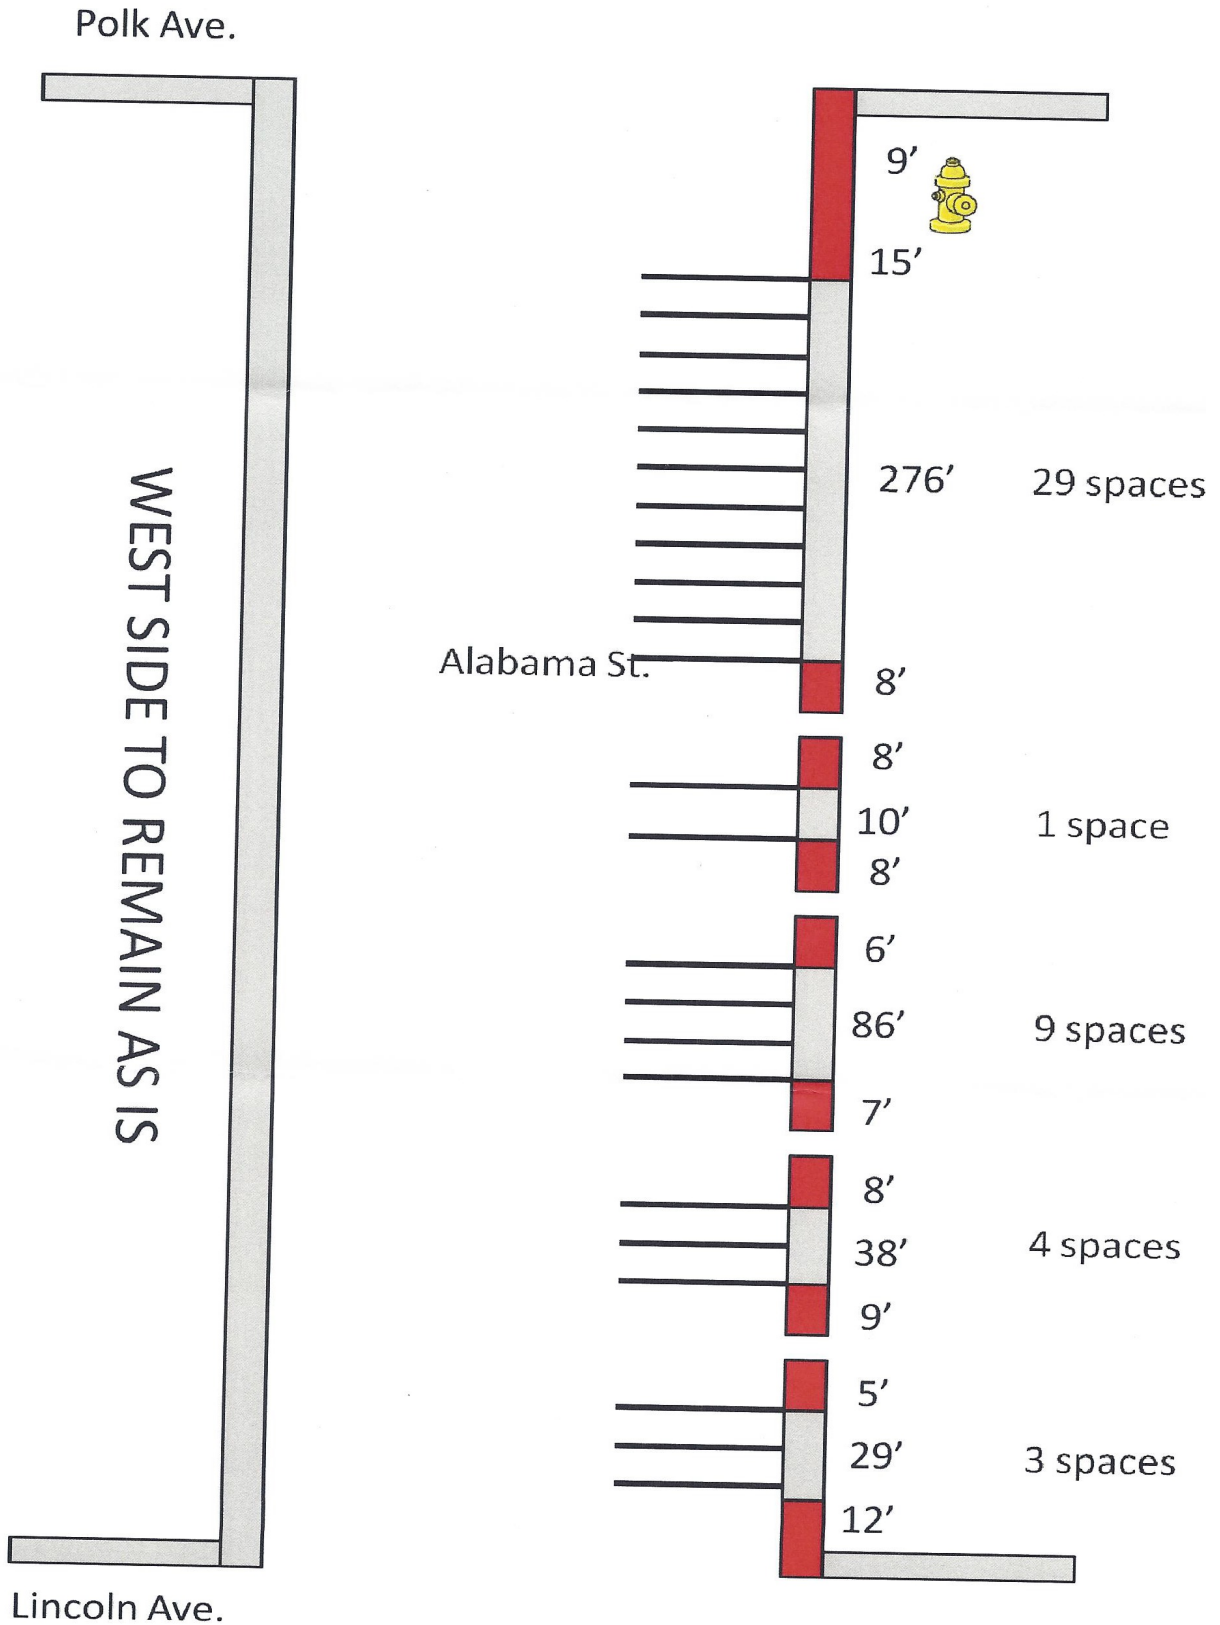 Polk Ave.
9’
15’
276’ 29 spaces
WEST SIDE TO REMAIN AS IS
Alabama St.
8’
8’
10’ 1 space
8’
6’
86’ 9 spaces
7’
8’
38’ 4 spaces
9’
5’
29’ 3 spaces
12’
Lincoln Ave.